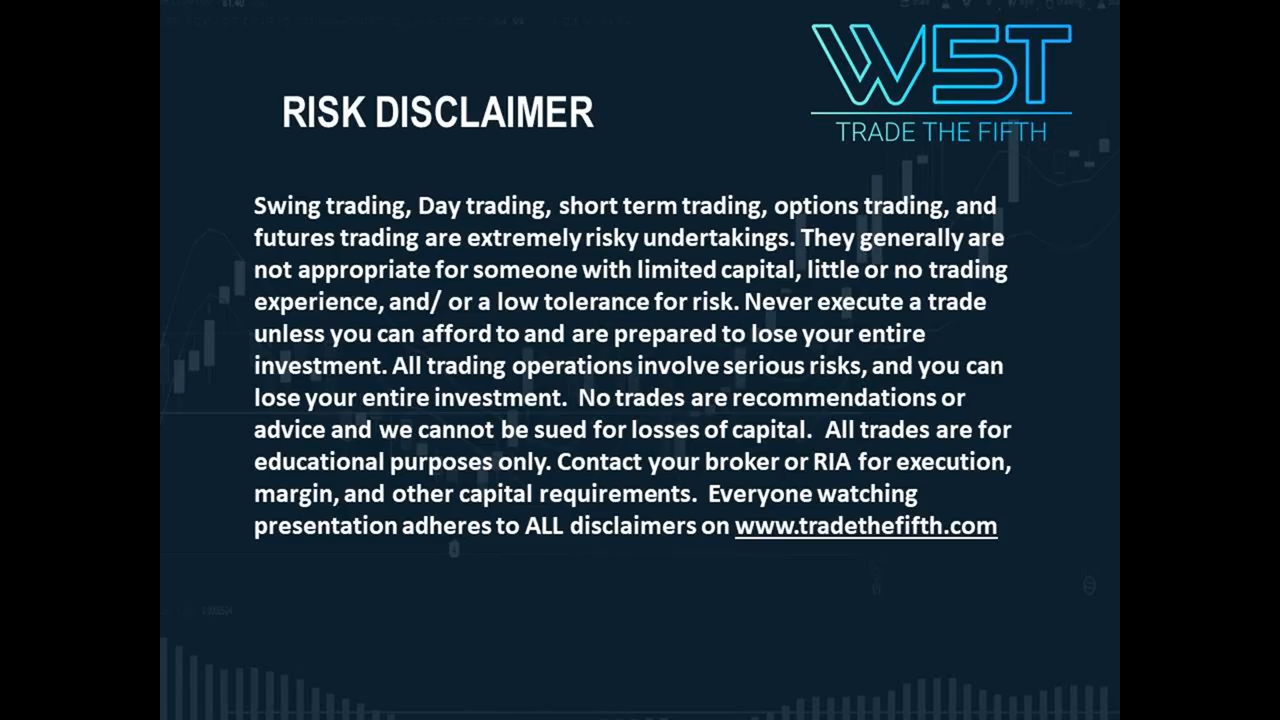 W5T
TRADE THE FIFTH
RISK DISCLAIMER
Swing trading, Day trading, short term trading, options trading, and
futures trading are extremely risky undertakings. They generally are
not appropriate for someone with limited capital, little or no trading
experience, and/ or a low tolerance for risk. Never execute a trade
unless you can afford to and are prepared to lose your entire
investment. All trading operations involve serious risks, and you can
lose your entire investment.  No trades are recommendations or
advice and we cannot be sued for losses of capital.  All trades are for
educational purposes only. Contact your broker or RIA for execution,
margin, and other capital requirements.  Everyone watching
presentation adheres to ALL disclaimers on www.tradethefifth.com